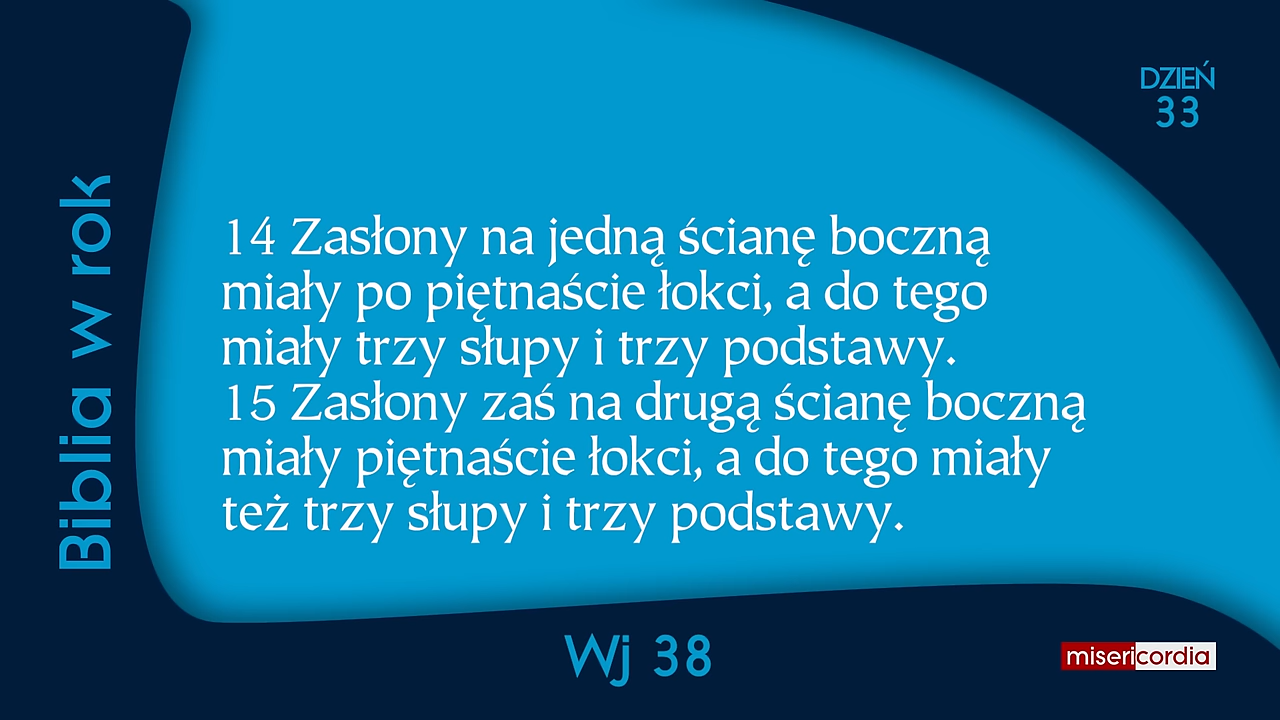 DZIEŃ
33
Biblia w rok
14 Zasłony na jedną ścianę boczną
miały po piętnaście łokci, a do tego
miały trzy słupy i trzy podstawy.
15 Zasłony zaś na drugą ścianę boczną
miały piętnaście łokci, a do tego miały
też trzy słupy i trzy podstawy.
Wj 38
misericordia